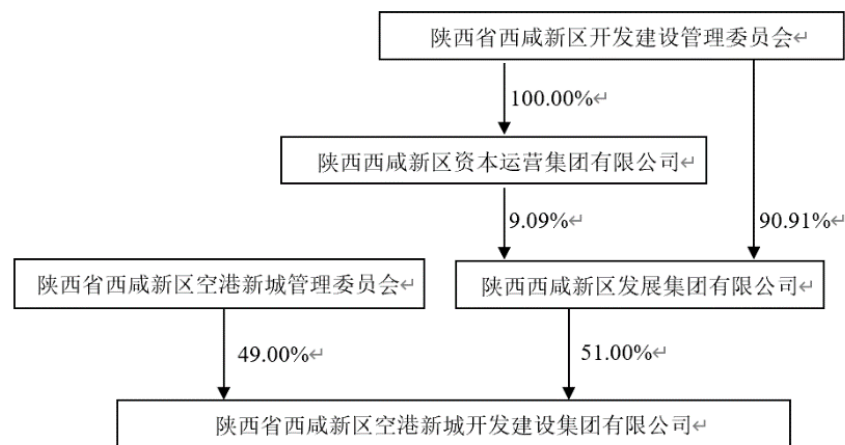 陕西省西咸新区开发建设管理委员会↵
100.00%↵
陕西西咸新区资本运营集团有限公司↵
9.09%↵
90.91%↵
陕西省西咸新区空港新城管理委员会↵
陕西西咸新区发展集团有限公司↵
49.00%↵
51.00%↵
陕西省西咸新区空港新城开发建设集团有限公司↵